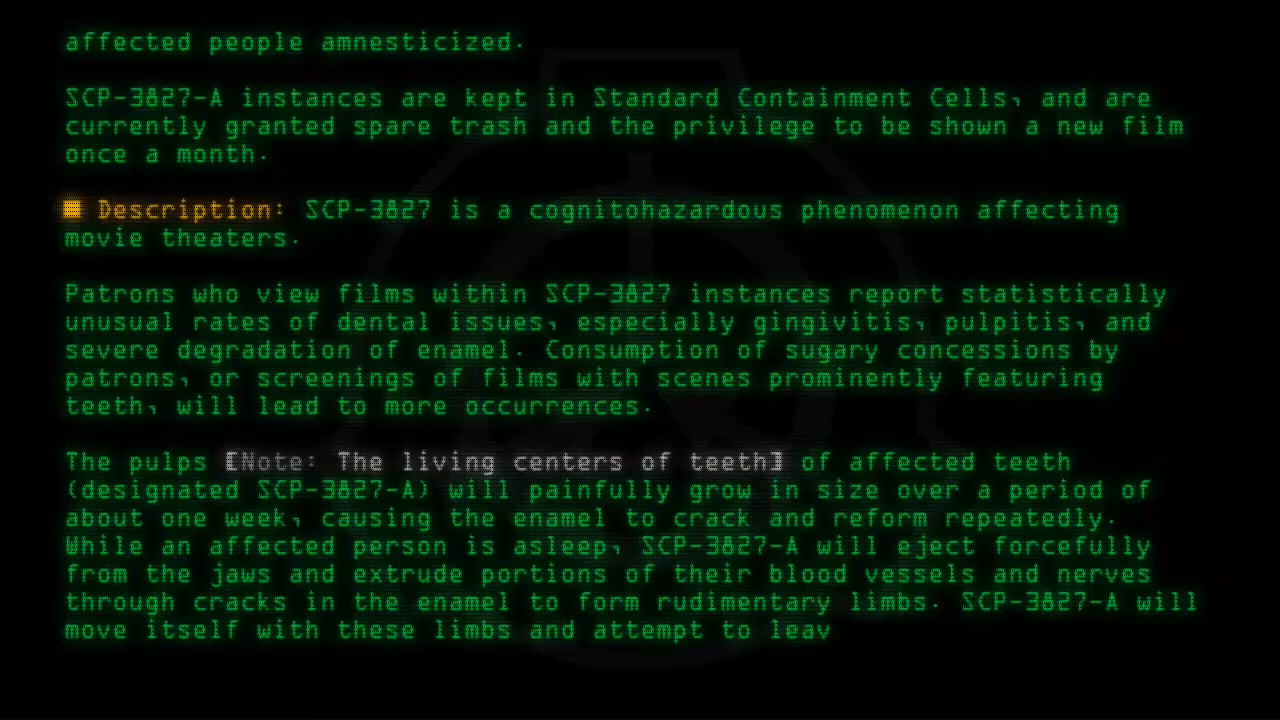 affected people amnesticized.
SCP-3827-A instances are kept in Standard Containment Cells, and are
currently granted spare trash and the privilege to be shown a new film
once a month.
■ Description: SCP-3827 is a cognitohazardous phenomenon affecting
movie theaters.
Patrons who view films within SCP-3827 instances report statistically
unusual rates of dental issues, especially gingivitis, pulpitis, and
severe degradation of enamel. Consumption of sugary concessions by
patrons, or screenings of films with scenes prominently featuring
teeth, will lead to more occurrences.
The pulps [Note: The living centers of teeth] of affected teeth
(designated SCP-3827-A) will painfully grow in size over a period of
about one week, causing the enamel to crack and reform repeatedly.
While an affected person is asleep, SCP-3827-A will eject forcefully
from the jaws and extrude portions of their blood vessels and nerves
through cracks in the enamel to form rudimentary limbs. SCP-3827-A will
move itself with these limbs and attempt to leav